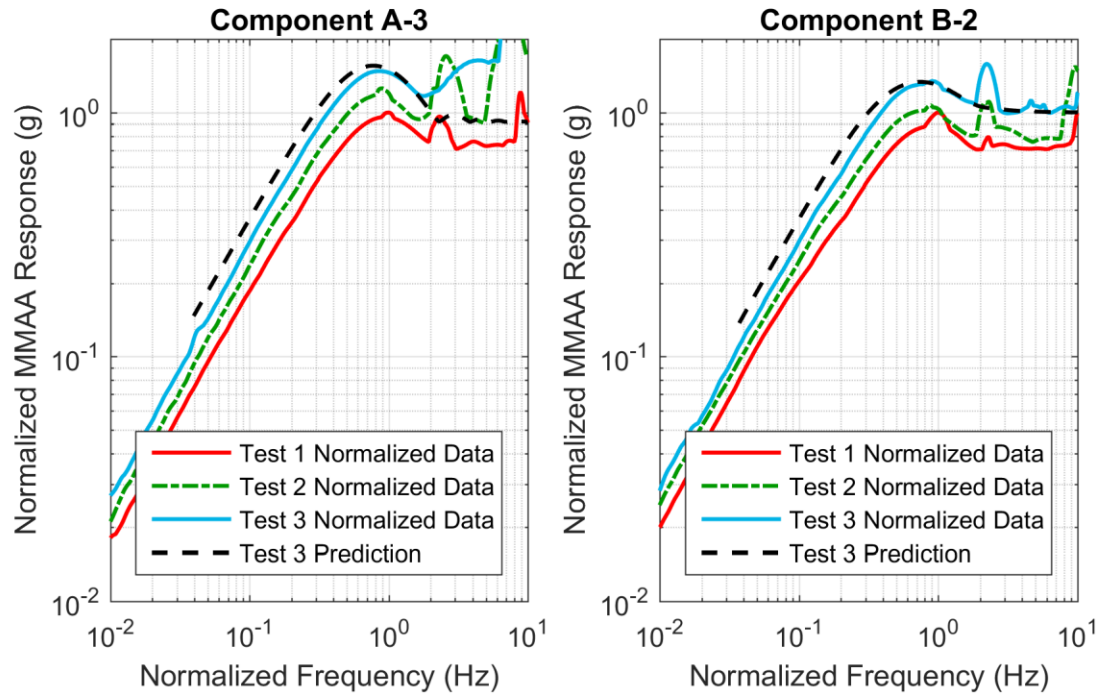 Component A-3
Normalized MMAA Response (g)
10^0
10^-1
10^-2
Test 1 Normalized Data
Test 2 Normalized Data
Test 3 Normalized Data
Test 3 Prediction
10^-2 10^-1 10^0 10^1
Normalized Frequency (Hz)
Component B-2
Normalized MMAA Response (g)
10^0
10^-1
10^-2
Test 1 Normalized Data
Test 2 Normalized Data
Test 3 Normalized Data
Test 3 Prediction
10^-2 10^-1 10^0 10^1
Normalized Frequency (Hz)